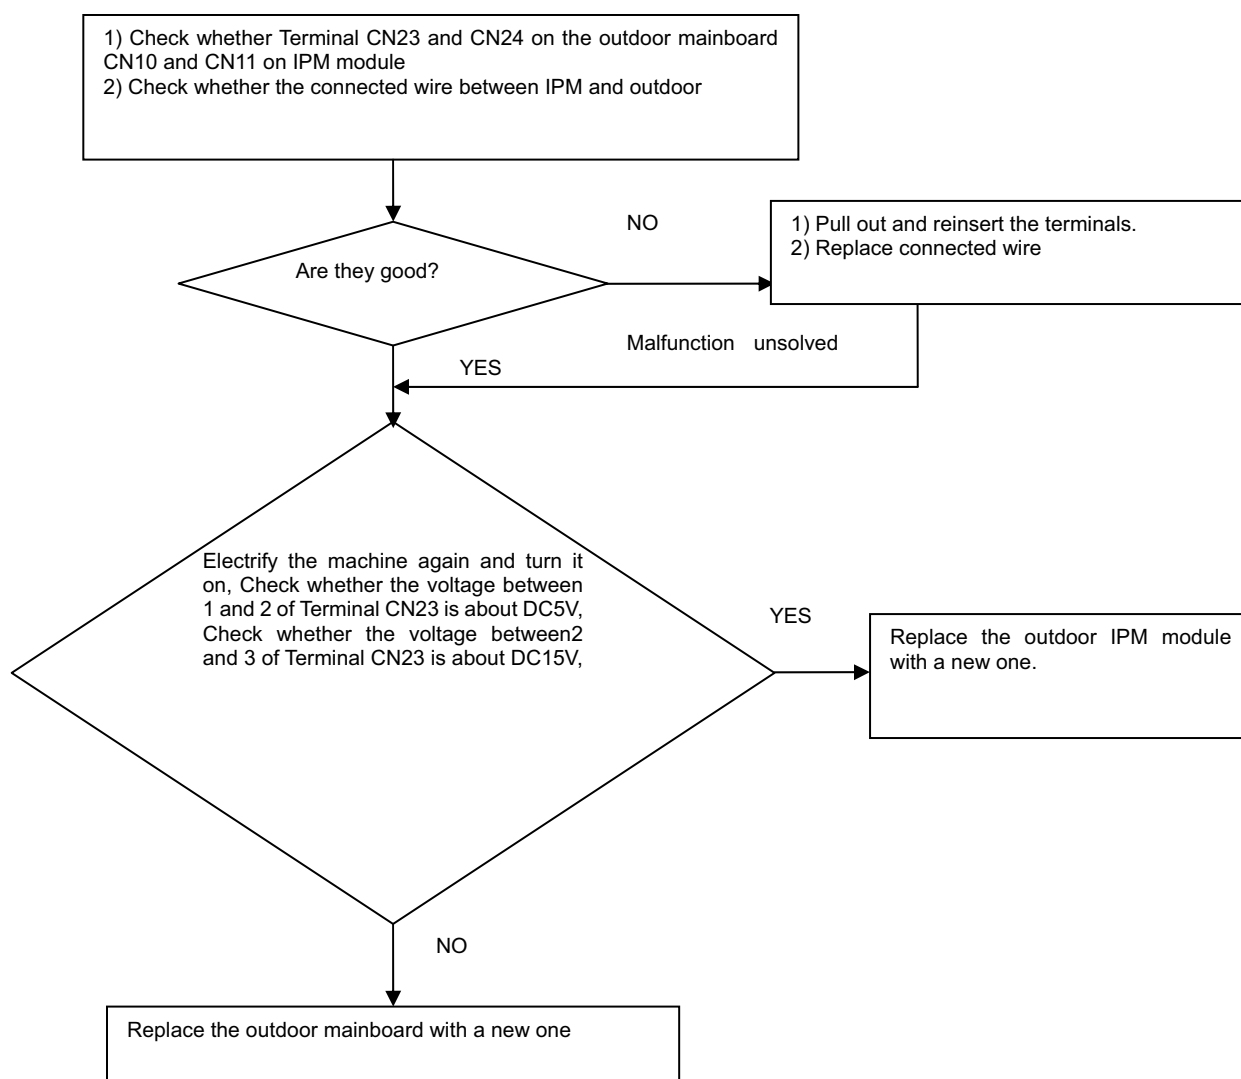 1) Check whether Terminal CN23 and CN24 on the outdoor mainboard
CN10 and CN11 on IPM module
2) Check whether the connected wire between IPM and outdoor
NO
1) Pull out and reinsert the terminals.
2) Replace connected wire
Are they good?
Malfunction unsolved
YES
Electrify the machine again and turn it
on, Check whether the voltage between
1 and 2 of Terminal CN23 is about DC5V,
Check whether the voltage between2
and 3 of Terminal CN23 is about DC15V,
YES
Replace the outdoor IPM module
with a new one.
NO
Replace the outdoor mainboard with a new one